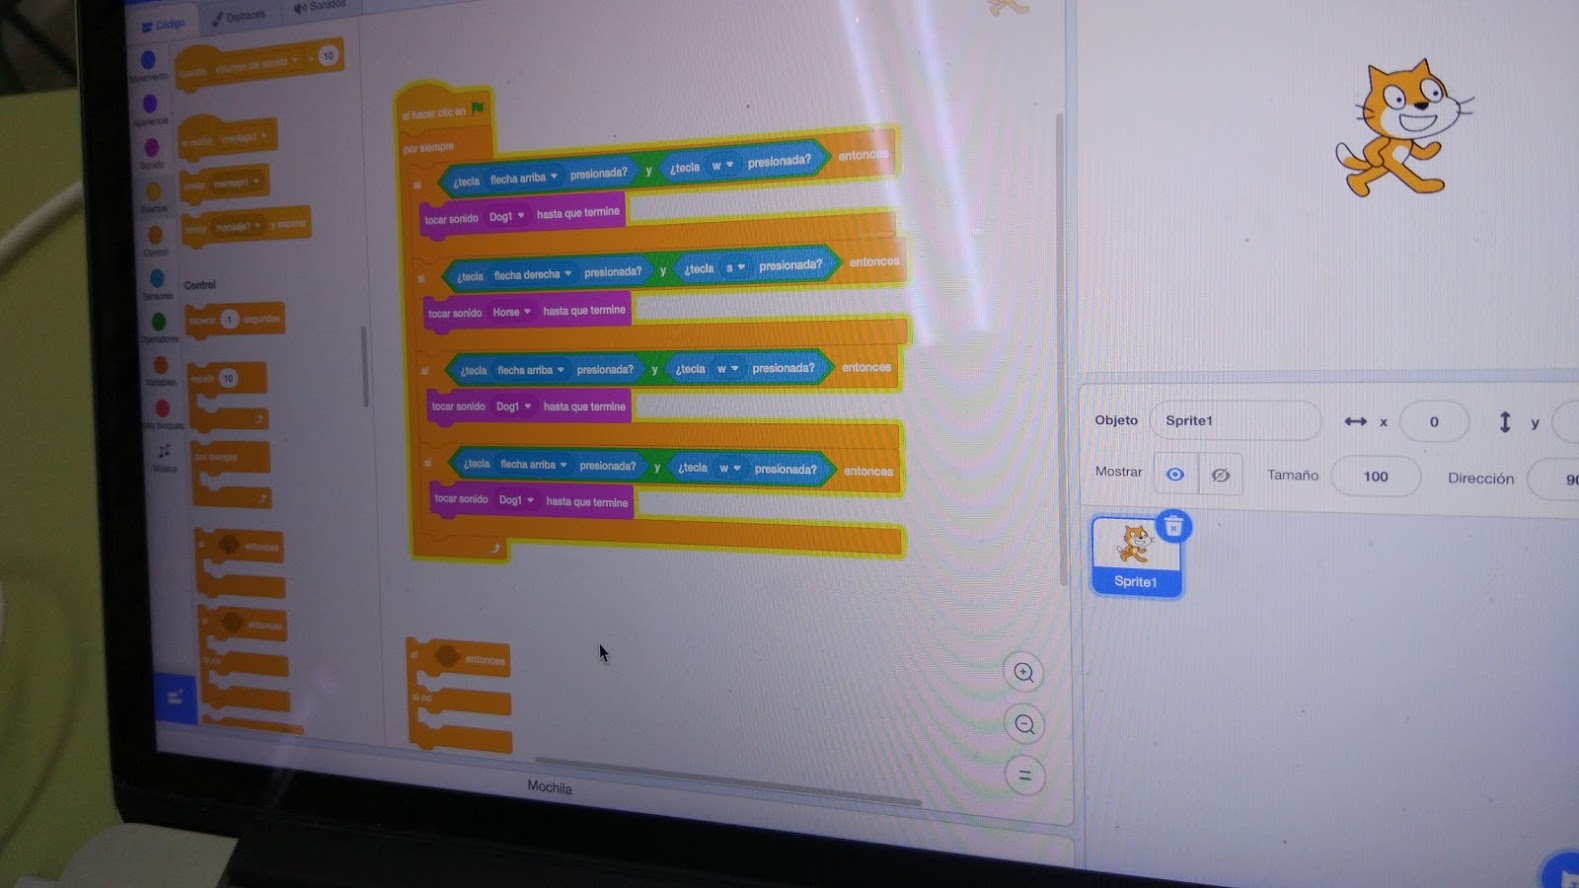 Código Disfraces Sonidos
Movimiento
Apariencia
Sonido
Eventos
Control
Sensores
Operadores
Variables
Mis bloques
Música
cuando volumen del sonido > 10
al recibir mensaje1
enviar mensaje1
enviar mensaje1 y esperar
Control
esperar 1 segundos
repetir 10
por siempre
si entonces
si entonces
si no
al hacer clic en
por siempre
si ¿tecla flecha arriba presionada? y ¿tecla w presionada? entonces
tocar sonido Dog1 hasta que termine
si ¿tecla flecha derecha presionada? y ¿tecla s presionada? entonces
tocar sonido Horse hasta que termine
si ¿tecla flecha arriba presionada? y ¿tecla w presionada? entonces
tocar sonido Dog1 hasta que termine
si ¿tecla flecha arriba presionada? y ¿tecla w presionada? entonces
tocar sonido Dog1 hasta que termine
si entonces
si no
Mochila
Objeto Sprite1 x 0 y
Mostrar Tamaño 100 Dirección 90
Sprite1